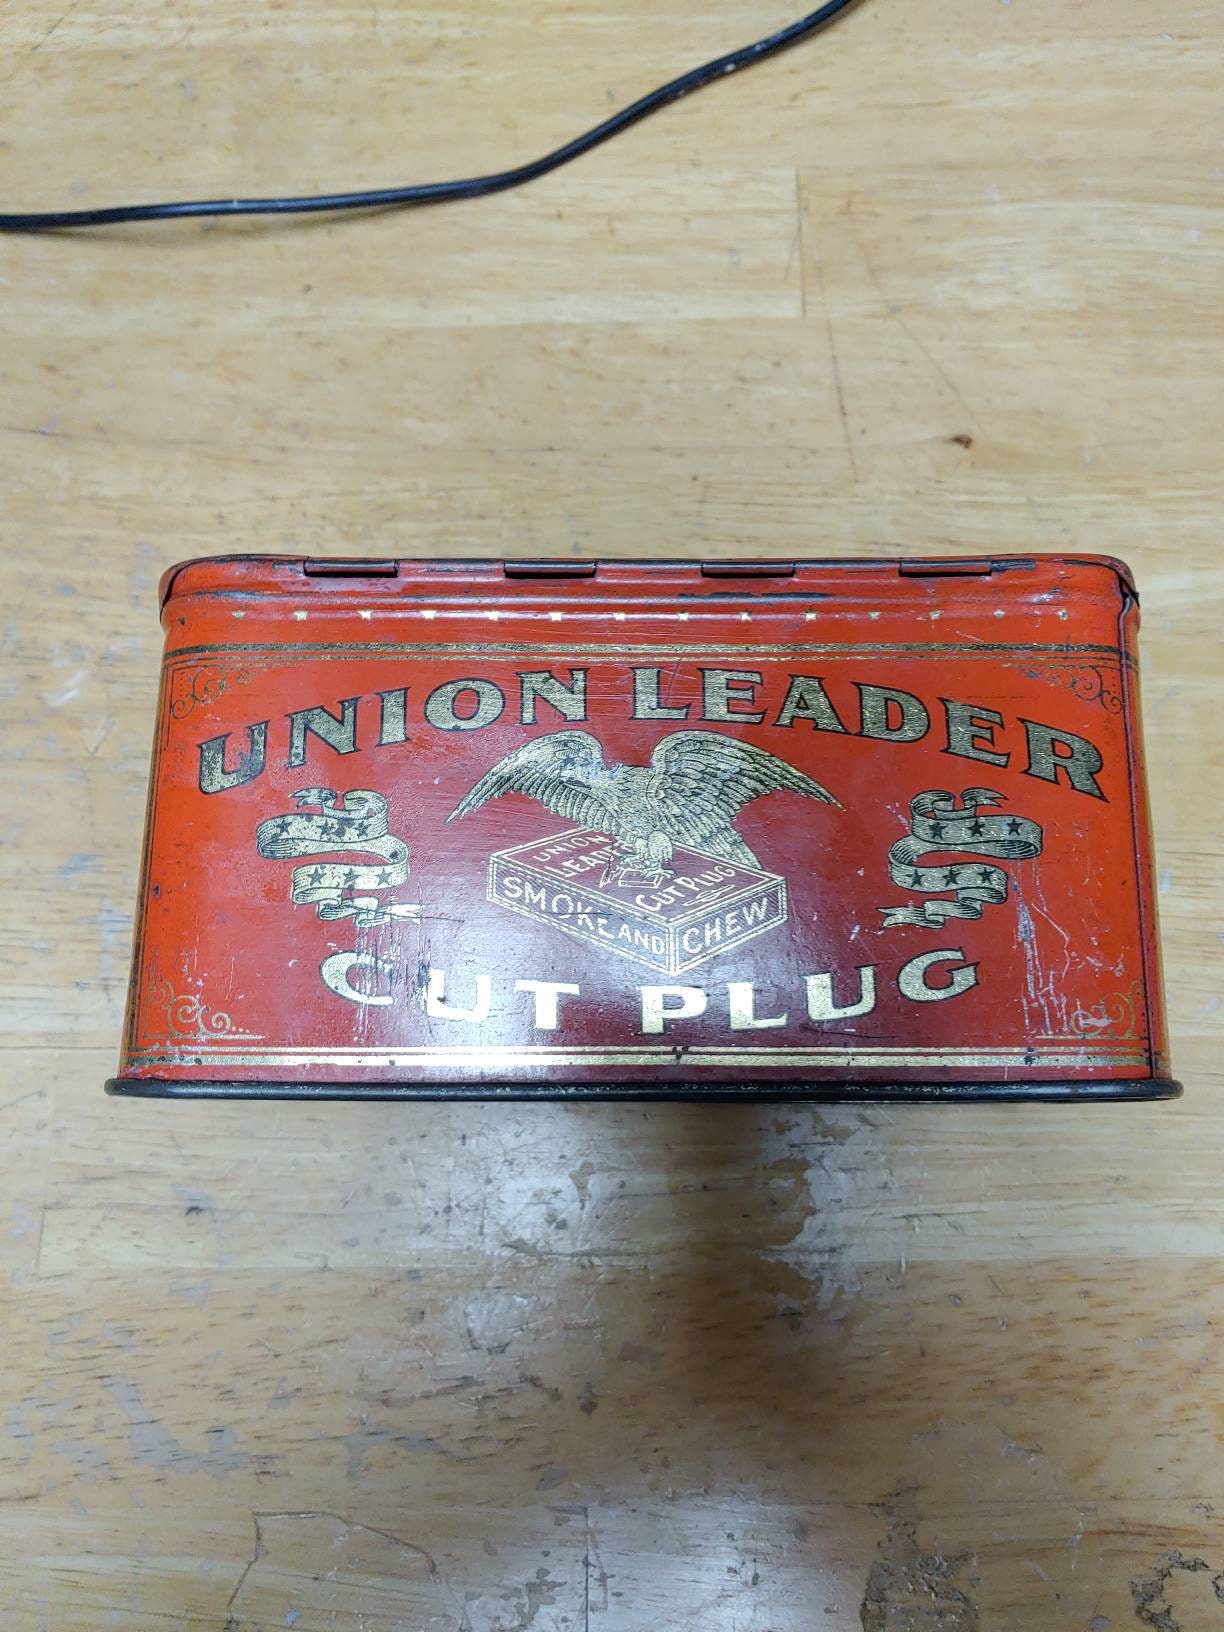 UNION LEADER
UNION
LEADER
CUT PLUG
SMOKE AND CHEW
CUT PLUG